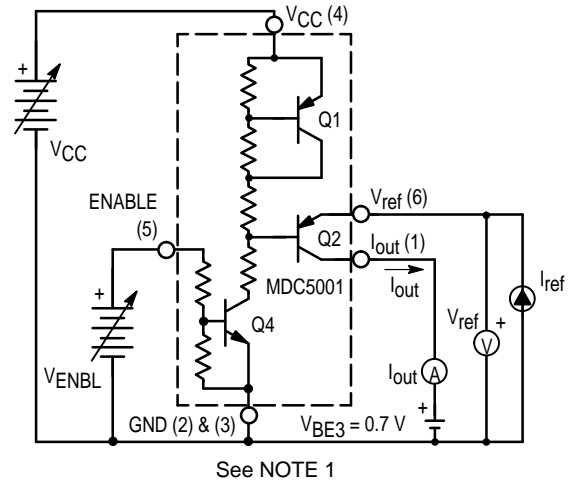 VCC (4)
+
VCC
Q1
ENABLE
(5)
Vref (6)
Q2
Iout (1)
Iout
MDC5001
Iref
+
VENBL
Q4
Vref
+
V
Iout
A
+
GND (2) & (3)
VBE3 = 0.7 V
See NOTE 1